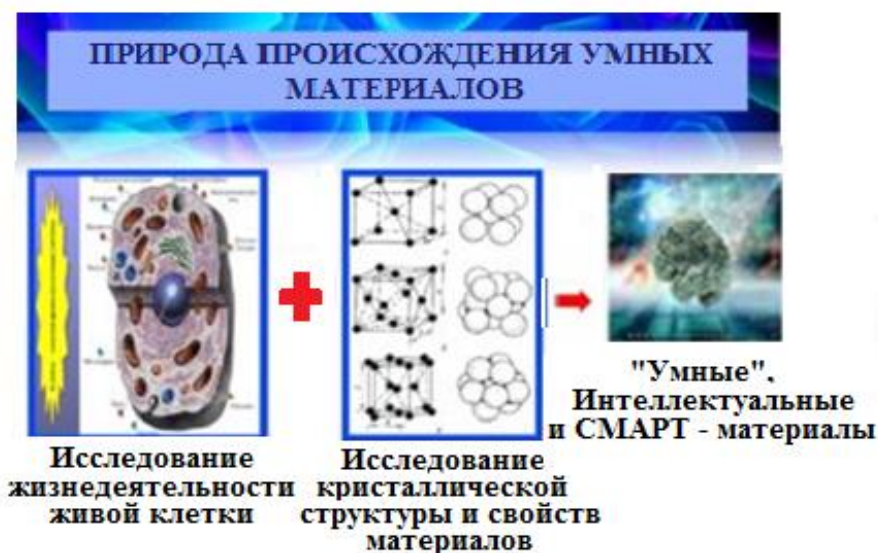 ПРИРОДА ПРОИСХОЖДЕНИЯ УМНЫХ
МАТЕРИАЛОВ
"Умные",
Интеллектуальные
и СМАРТ - материалы
Исследование
жизнедеятельности
живой клетки
Исследование
кристаллической
структуры и свойств
материалов